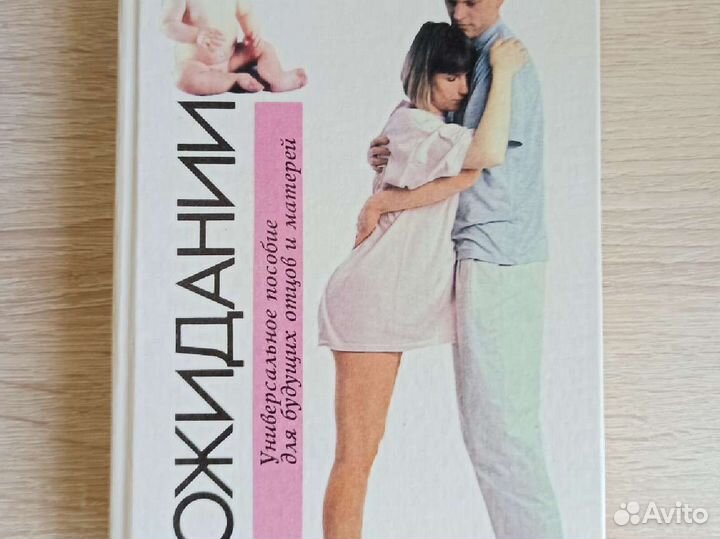 ОЖИДАНИИ
Универсальное пособие
для будущих отцов и матерей
Avito